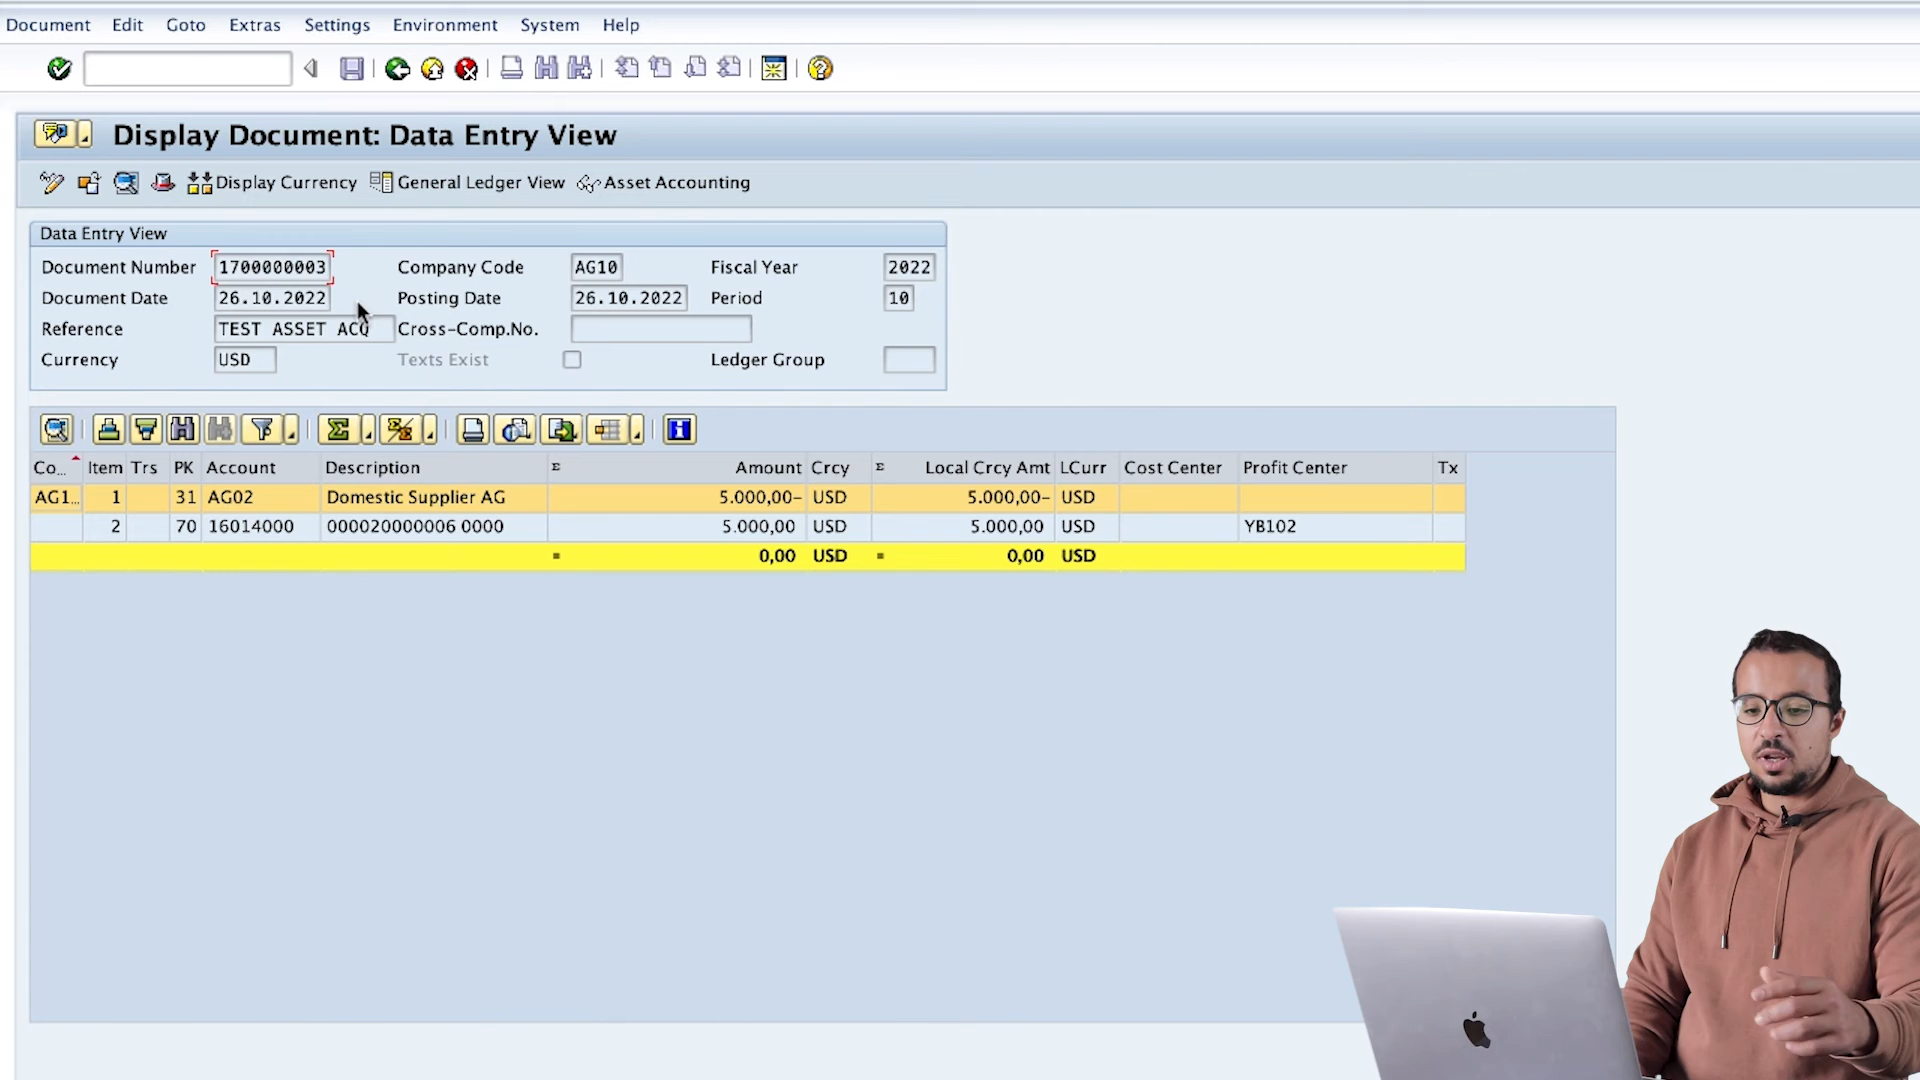 Document Edit Goto Extras Settings Environment System Help
Display Document: Data Entry View
Display Currency General Ledger View Asset Accounting
Data Entry View
Document Number 1700000003 Company Code AG10 Fiscal Year 2022
Document Date 26.10.2022 Posting Date 26.10.2022 Period 10
Reference TEST ASSET ACQ Cross-Comp.No.
Currency USD Texts Exist Ledger Group
Co... Item Trs PK Account Description Σ Amount Crcy Σ Local Crcy Amt LCurr Cost Center Profit Center Tx
AG1... 1 31 AG02 Domestic Supplier AG 5.000,00- USD 5.000,00- USD
2 70 16014000 000020000006 0000 5.000,00 USD 5.000,00 USD YB102
0,00 USD 0,00 USD